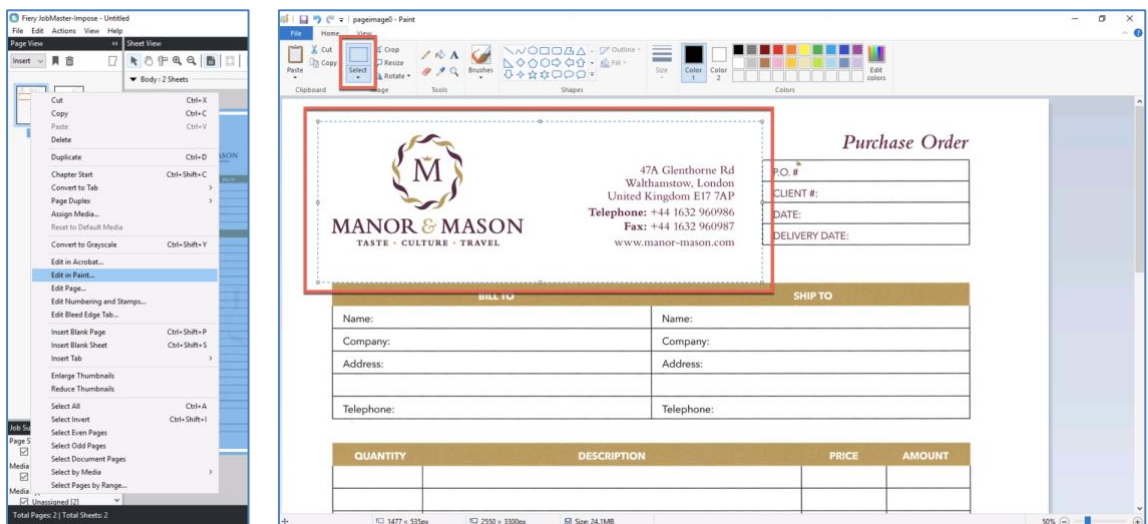 Fiery JobMaster-Impose - Untitled
File Edit Actions View Help
Page View
Sheet View
Insert
Body : 2 Sheets
Cut Ctrl+X
Copy Ctrl+C
Paste Ctrl+V
Delete
Duplicate Ctrl+D
Chapter Start Ctrl+Shift+C
Convert to Tab
Page Duplex
Assign Media...
Reset to Default Media
Convert to Grayscale Ctrl+Shift+Y
Edit in Acrobat...
Edit in Paint...
Edit Page...
Edit Numbering and Stamps...
Edit Bleed Edge Tab...
Insert Blank Page Ctrl+Shift+P
Insert Blank Sheet Ctrl+Shift+S
Insert Tab
Enlarge Thumbnails
Reduce Thumbnails
Select All Ctrl+A
Select Invert Ctrl+Shift+I
Select Even Pages
Select Odd Pages
Select Document Pages
Select by Media
Select Pages by Range...
Unassigned [2]
Total Pages: 2 | Total Sheets: 2
pageimage0 - Paint
File Home View
Paste
Cut
Copy
Clipboard
Select
Crop
Resize
Rotate
Image
A
Tools
Brushes
Outline
Fill
Shapes
Size
Color 1
Color 2
Edit colors
Colors
M
MANOR & MASON
TASTE - CULTURE - TRAVEL
47A Glenthorne Rd
Walthamstow, London
United Kingdom E17 7AP
Telephone: +44 1632 960986
Fax: +44 1632 960987
www.manor-mason.com
Purchase Order
P.O. #
CLIENT #:
DATE:
DELIVERY DATE:
BILL TO SHIP TO
Name: Name:
Company: Company:
Address: Address:
Telephone: Telephone:
QUANTITY DESCRIPTION PRICE AMOUNT
1477 × 535px 2550 × 3300px Size: 24.1MB 50%